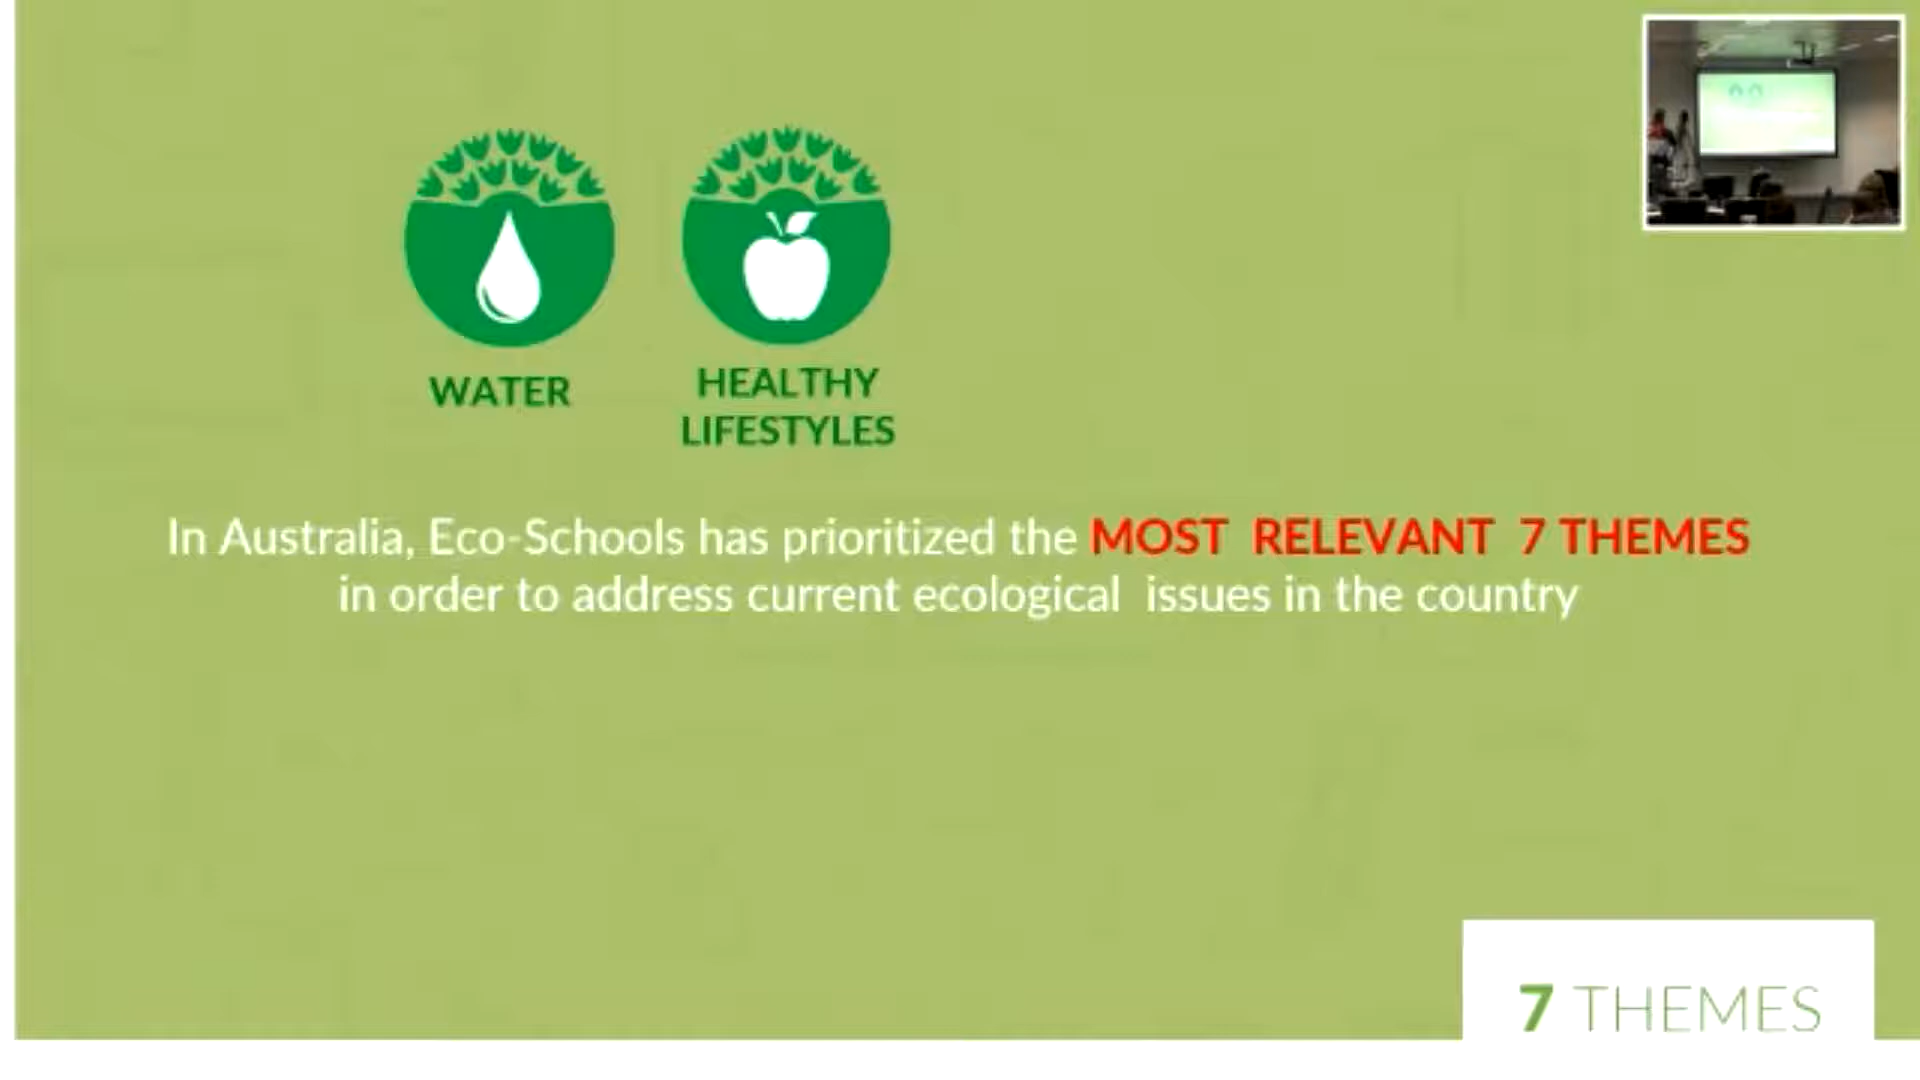 WATER
HEALTHY
LIFESTYLES
In Australia, Eco-Schools has prioritized the MOST RELEVANT 7 THEMES
in order to address current ecological issues in the country
7 THEMES